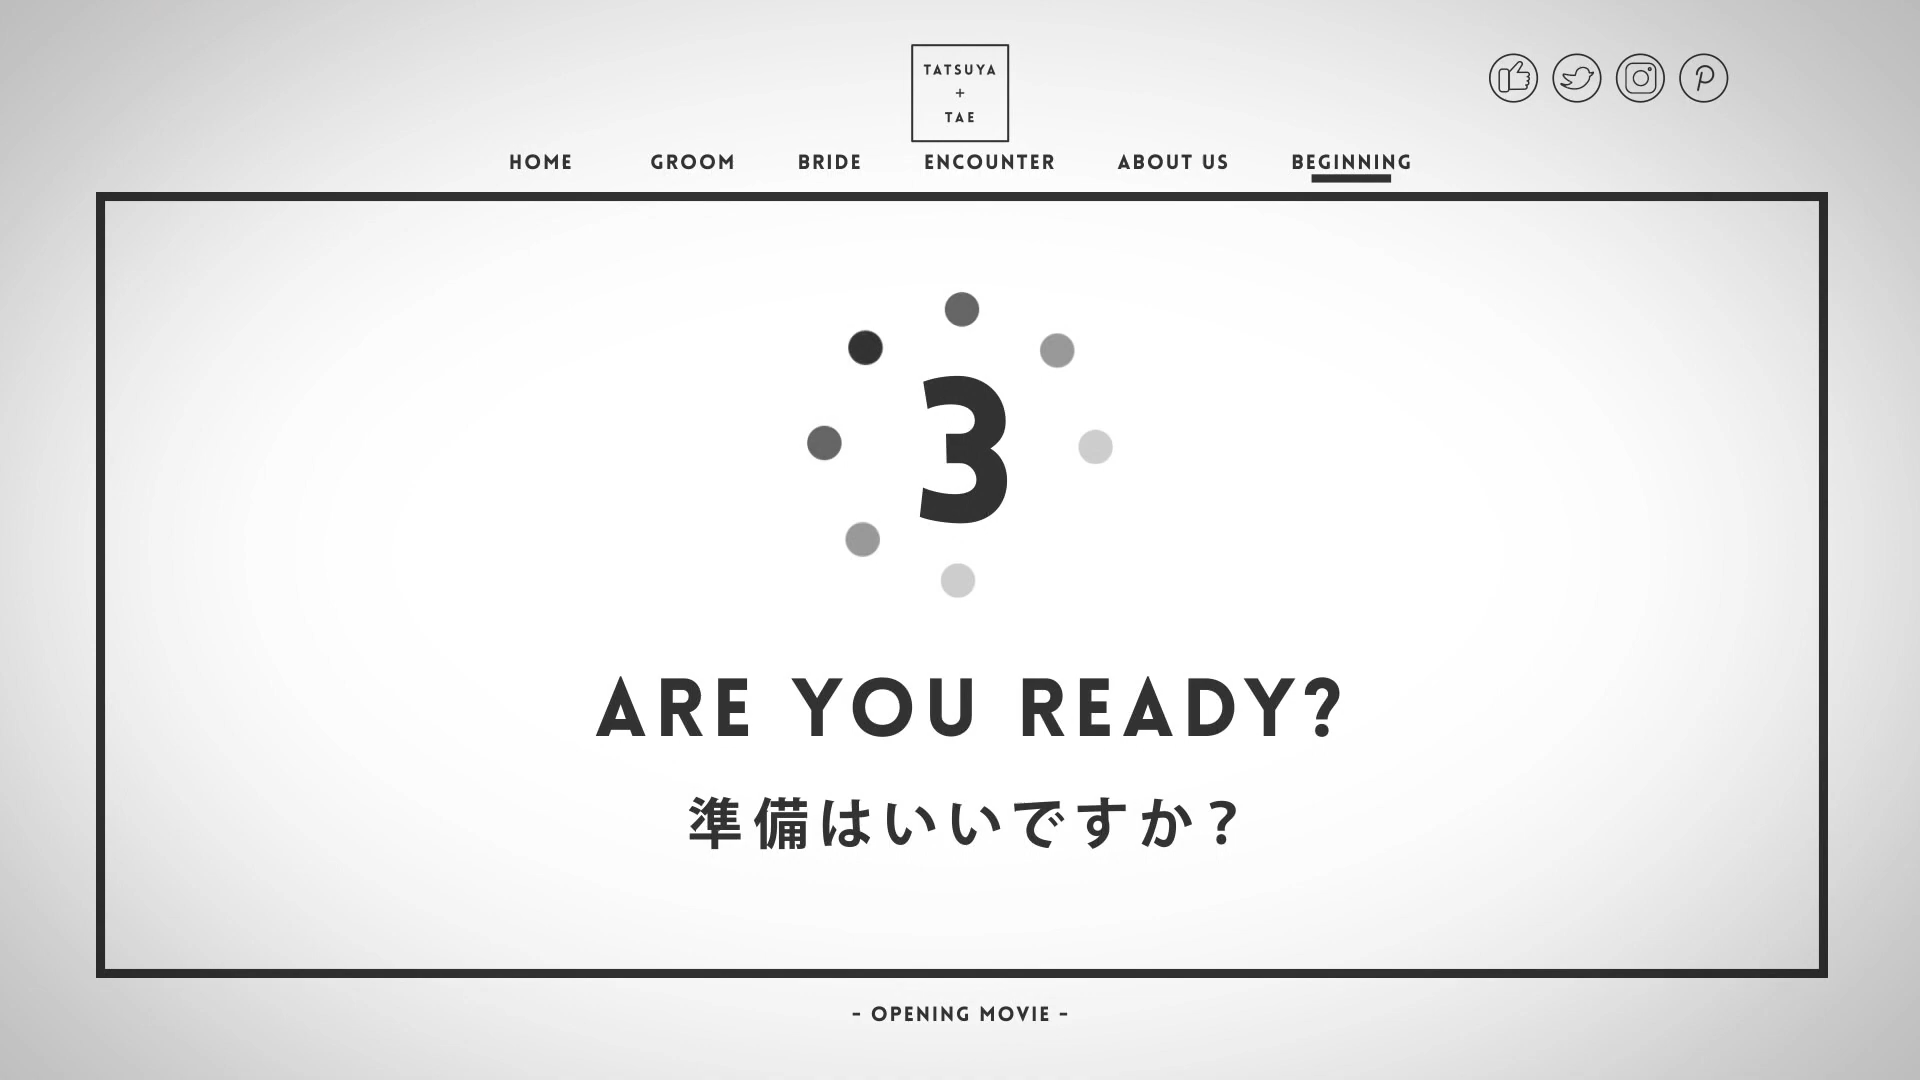 TATSUYA
+
TAE
HOME GROOM BRIDE ENCOUNTER ABOUT US BEGINNING
3
ARE YOU READY?
準備はいいですか？
- OPENING MOVIE -